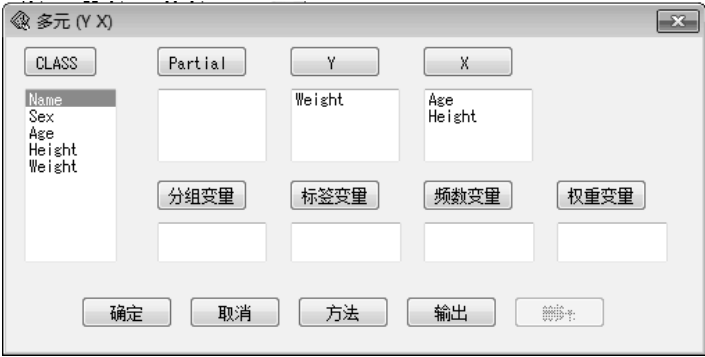 多元 (Y X)
CLASS Partial Y X
Name
Sex
Age
Height
Weight
Weight
Age
Height
分组变量 标签变量 频数变量 权重变量
确定 取消 方法 输出